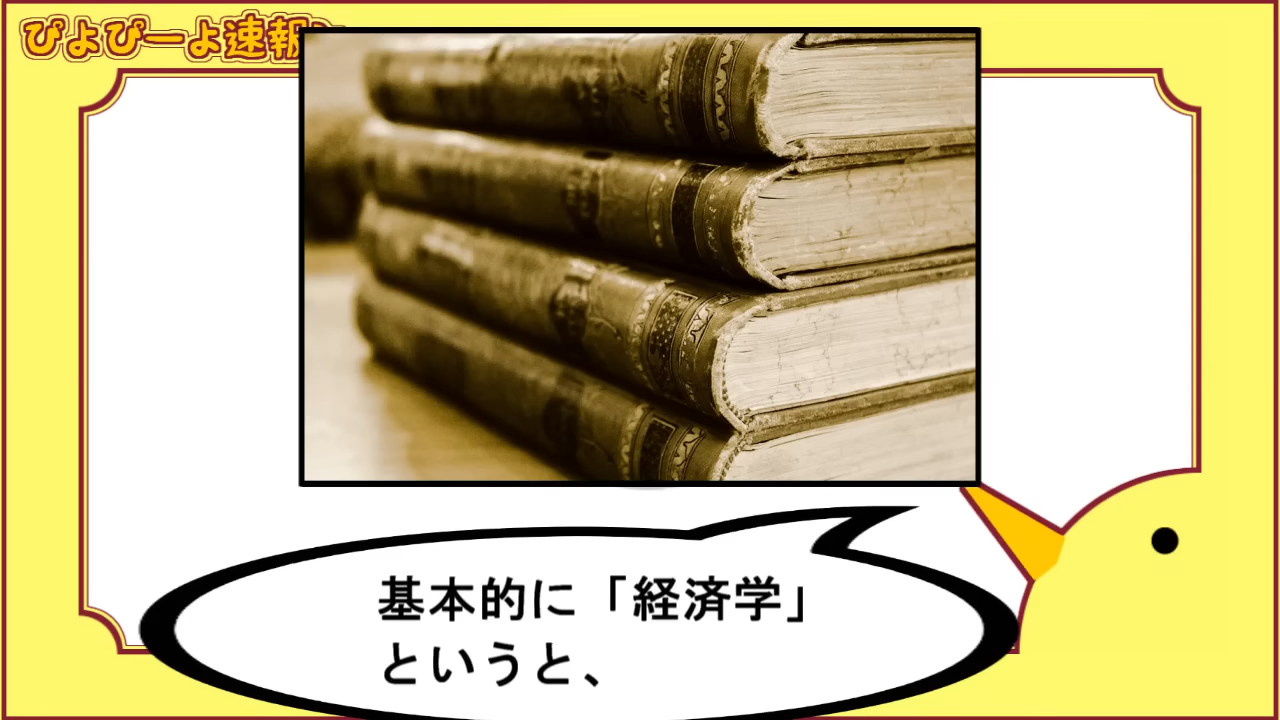 ぴよぴーよ速報
基本的に「経済学」
というと、